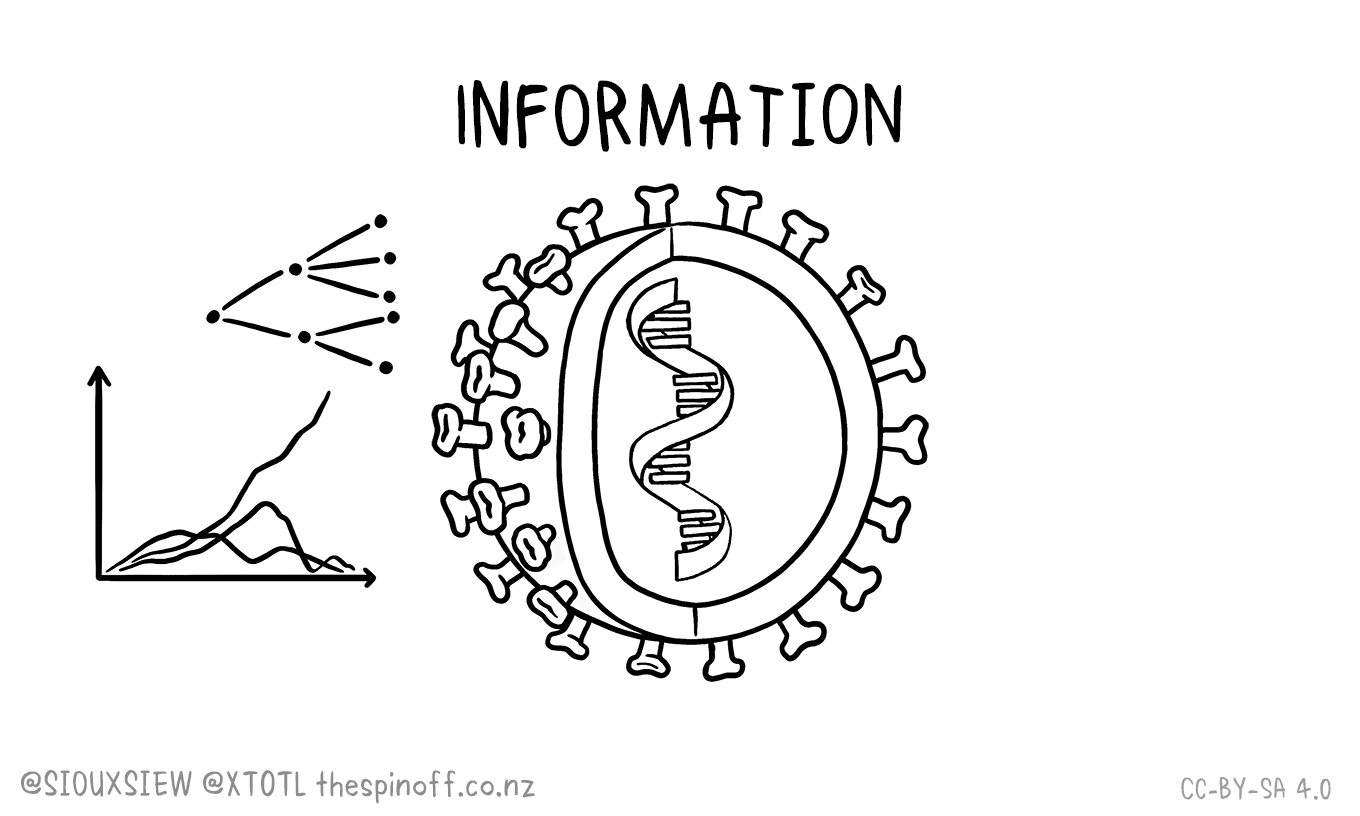 INFORMATION
@SIOUXSIEW @XTOTL thespinoff.co.nz
CC-BY-SA 4.0